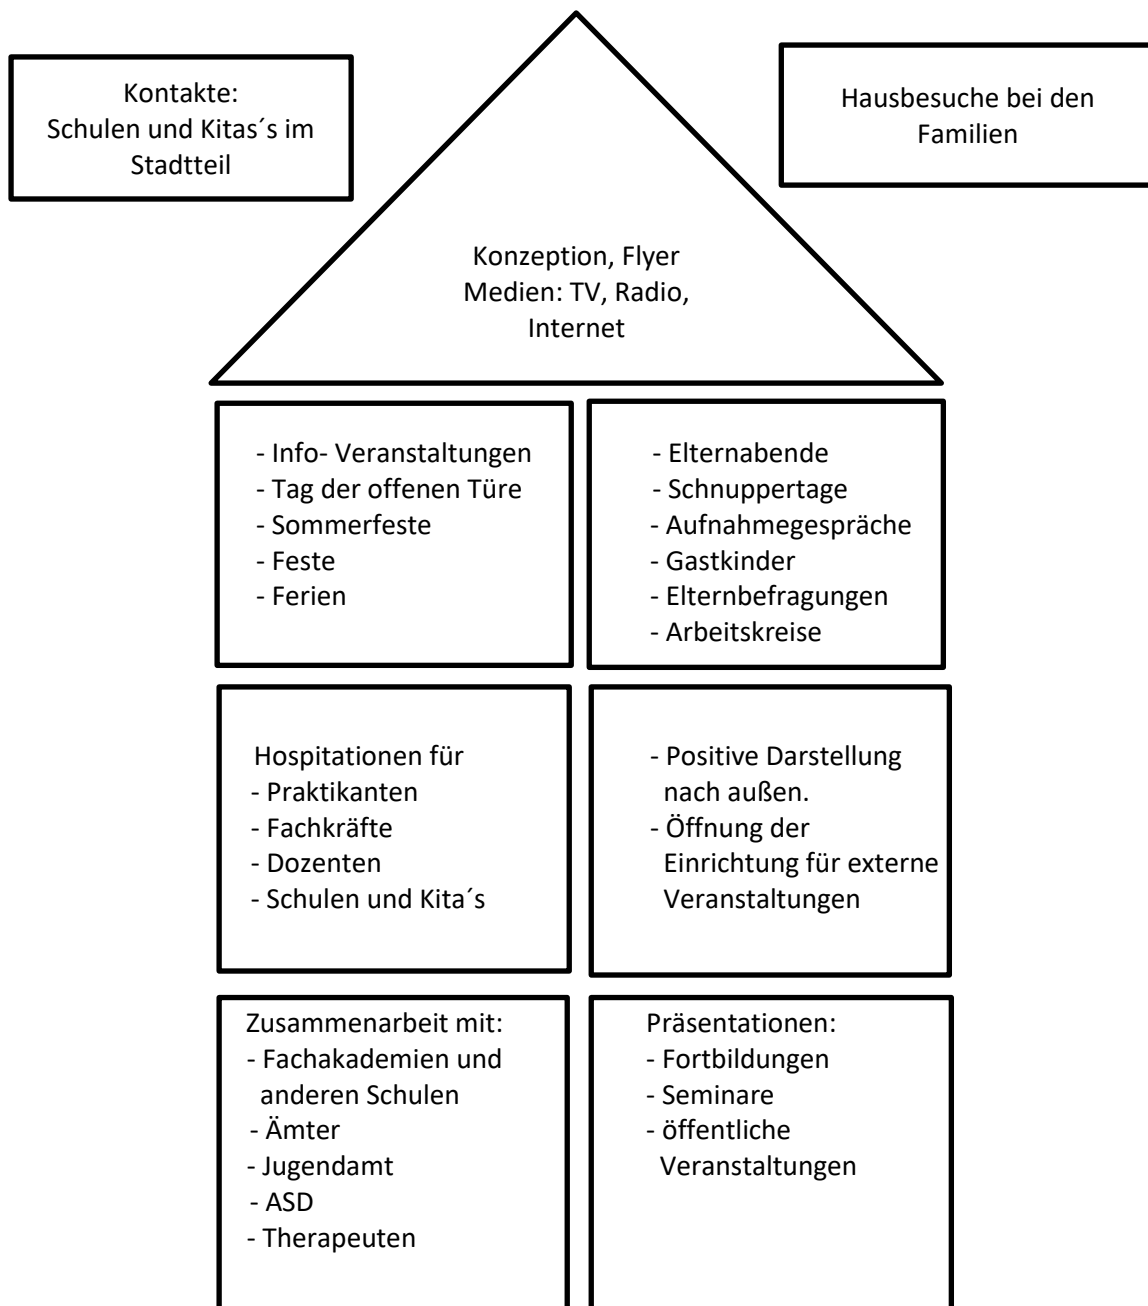 Kontakte:
Schulen und Kitas´s im
Stadtteil
Hausbesuche bei den
Familien
Konzeption, Flyer
Medien: TV, Radio,
Internet
- Info- Veranstaltungen
- Tag der offenen Türe
- Sommerfeste
- Feste
- Ferien
- Elternabende
- Schnuppertage
- Aufnahmegespräche
- Gastkinder
- Elternbefragungen
- Arbeitskreise
Hospitationen für
- Praktikanten
- Fachkräfte
- Dozenten
- Schulen und Kita´s
- Positive Darstellung
nach außen.
- Öffnung der
Einrichtung für externe
Veranstaltungen
Zusammenarbeit mit:
- Fachakademien und
anderen Schulen
- Ämter
- Jugendamt
- ASD
- Therapeuten
Präsentationen:
- Fortbildungen
- Seminare
- öffentliche
Veranstaltungen